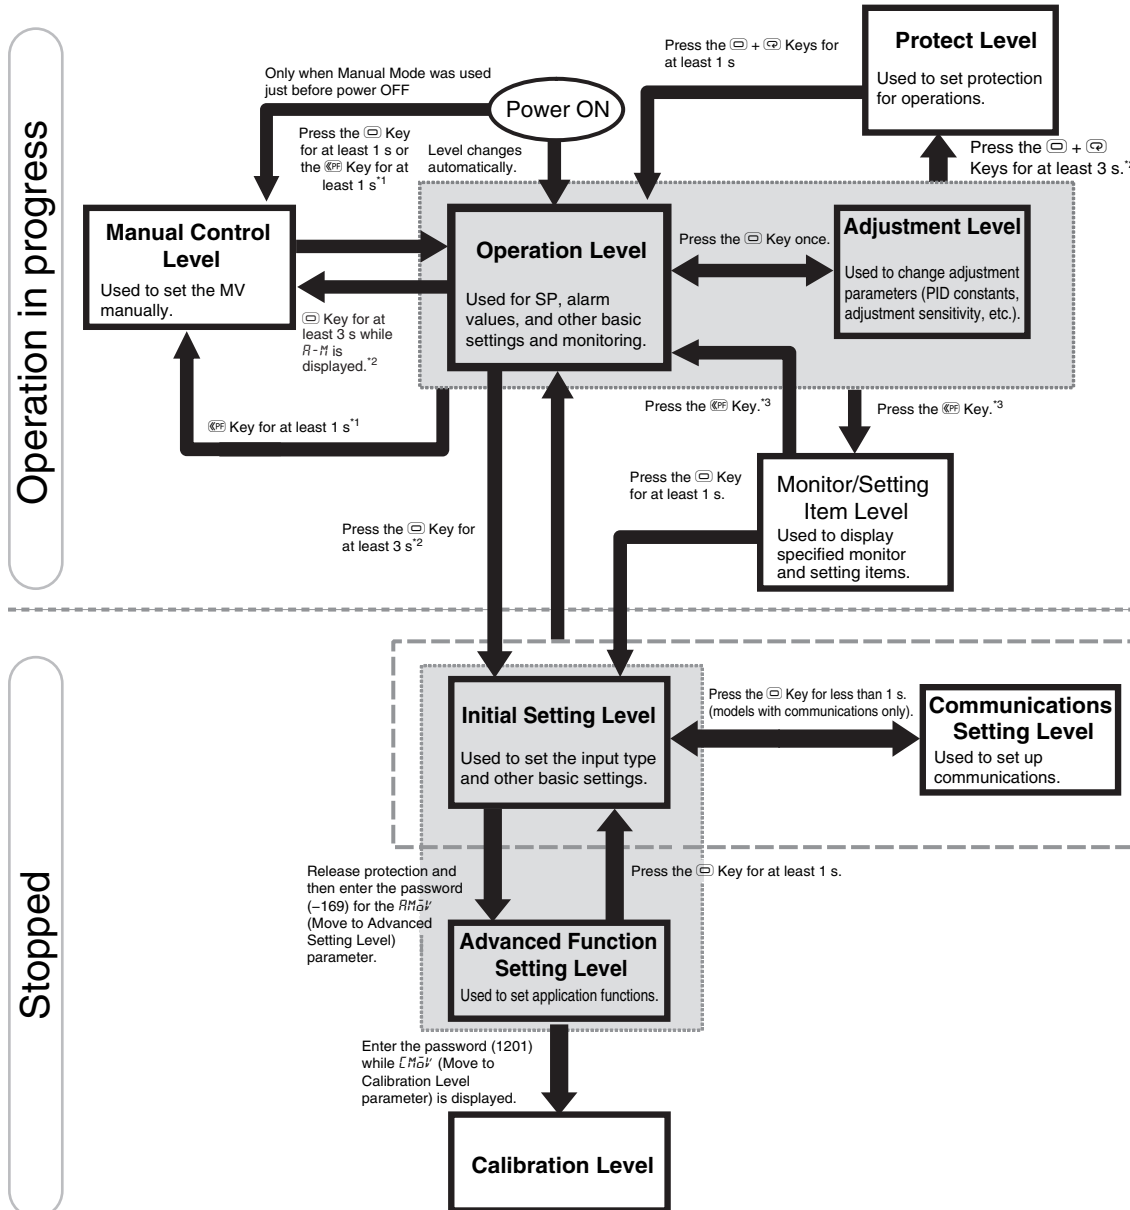 Operation in progress
Press the + Keys for
at least 1 s
Protect Level
Used to set protection
for operations.
Only when Manual Mode was used
just before power OFF
Power ON
Press the Key
for at least 1 s or
the PF Key for at
least 1 s*1
Level changes
automatically.
Press the +
Keys for at least 3 s.*2
Manual Control
Level
Used to set the MV
manually.
Operation Level
Used for SP, alarm
values, and other basic
settings and monitoring.
Press the Key once.
Adjustment Level
Used to change adjustment
parameters (PID constants,
adjustment sensitivity, etc.).
Key for at
least 3 s while
A-M is
displayed.*2
PF Key for at least 1 s*1
Press the PF Key.*3
Press the PF Key.*3
Press the Key
for at least 1 s.
Monitor/Setting
Item Level
Used to display
specified monitor
and setting items.
Press the Key for
at least 3 s*2
Stopped
Initial Setting Level
Used to set the input type
and other basic settings.
Press the Key for less than 1 s.
(models with communications only).
Communications
Setting Level
Used to set up
communications.
Release protection and
then enter the password
(−169) for the AMoV
(Move to Advanced
Setting Level)
parameter.
Press the Key for at least 1 s.
Advanced Function
Setting Level
Used to set application functions.
Enter the password (1201)
while CMoV (Move to
Calibration Level
parameter) is displayed.
Calibration Level